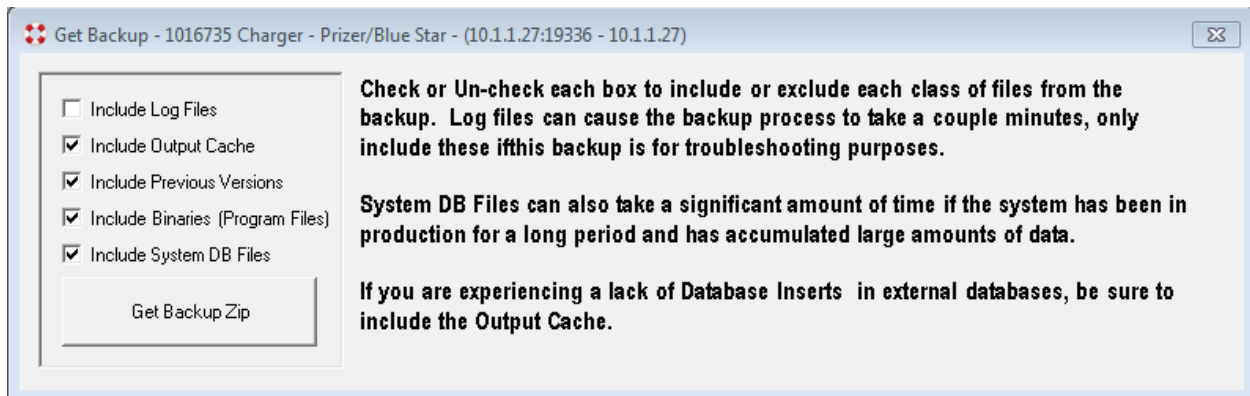 Get Backup - 1016735 Charger - Prizer/Blue Star - (10.1.1.27:19336 - 10.1.1.27)
Include Log Files
Include Output Cache
Include Previous Versions
Include Binaries (Program Files)
Include System DB Files
Get Backup Zip
Check or Un-check each box to include or exclude each class of files from the
backup.  Log files can cause the backup process to take a couple minutes, only
include these ifthis backup is for troubleshooting purposes.
System DB Files can also take a significant amount of time if the system has been in
production for a long period and has accumulated large amounts of data.
If you are experiencing a lack of Database Inserts  in external databases, be sure to
include the Output Cache.